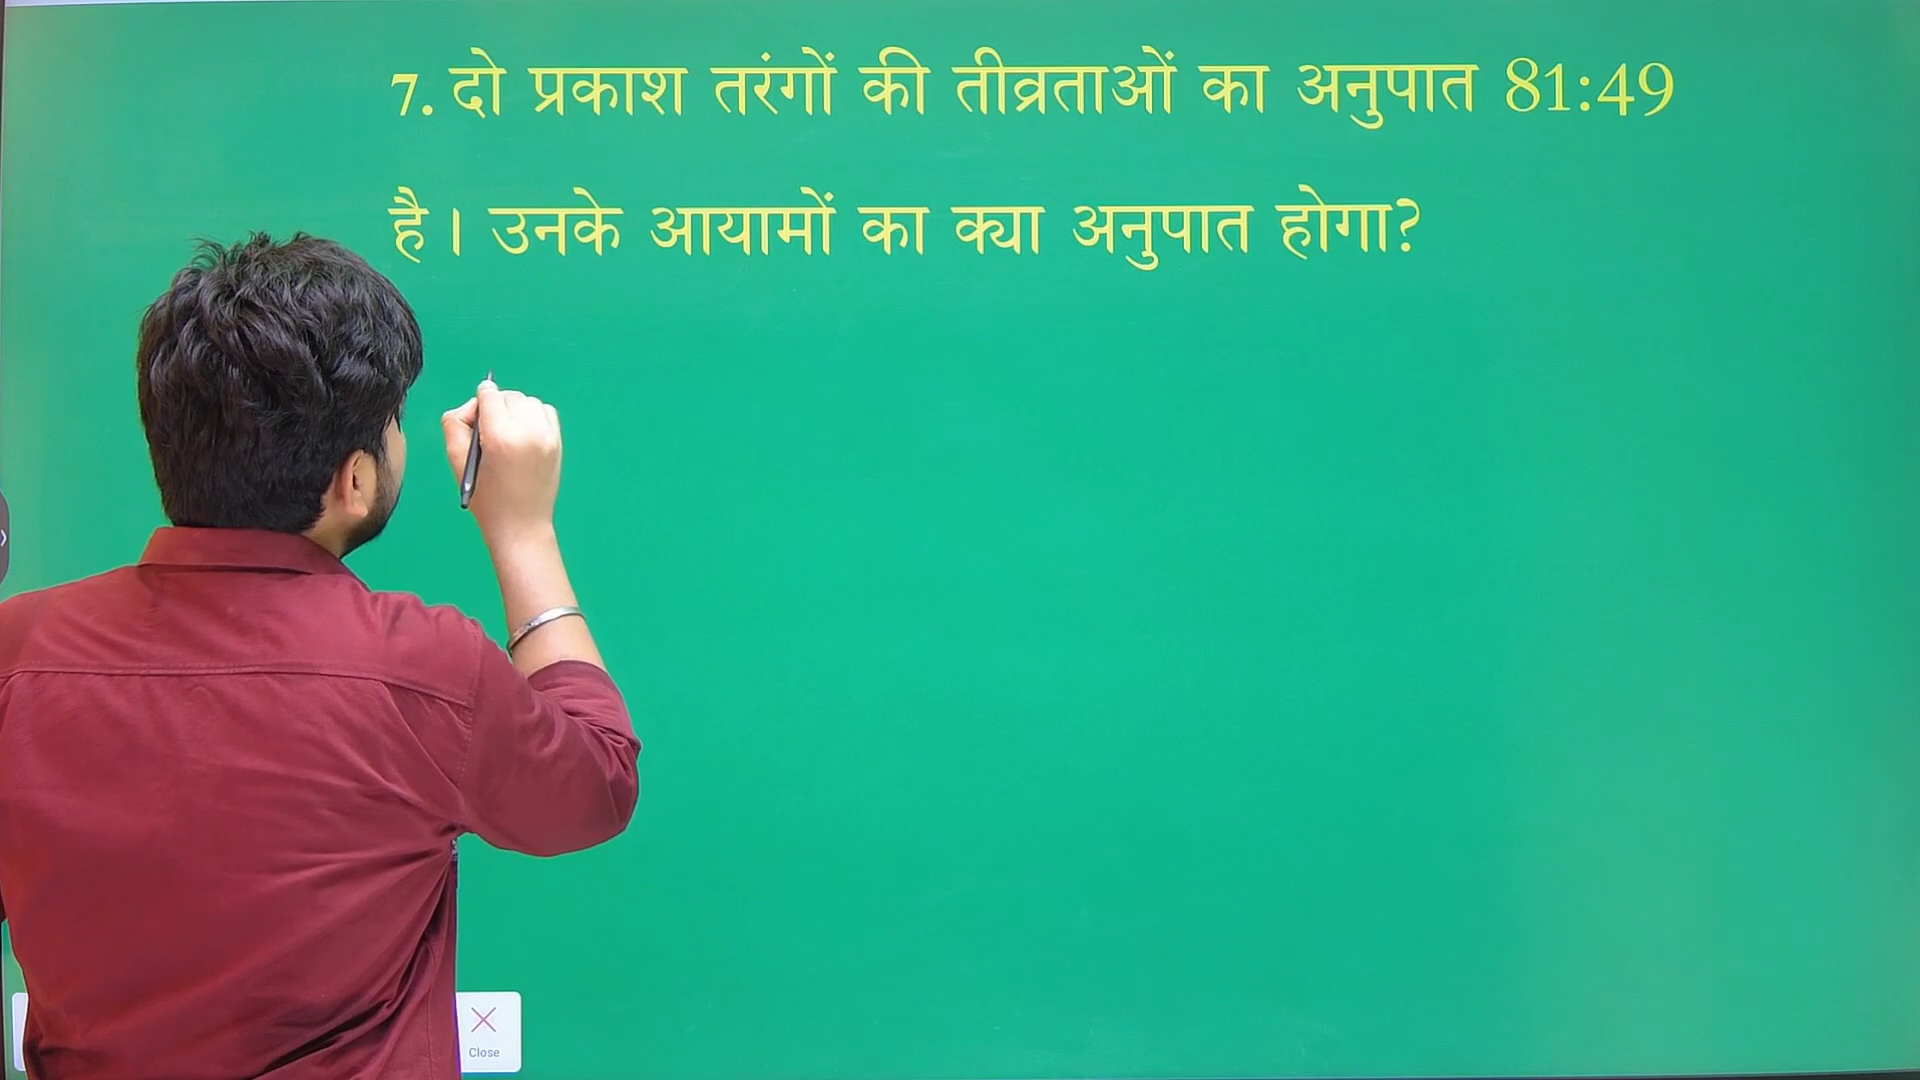 7. दो प्रकाश तरंगों की तीव्रताओं का अनुपात 81:49
है। उनके आयामों का क्या अनुपात होगा?
Close